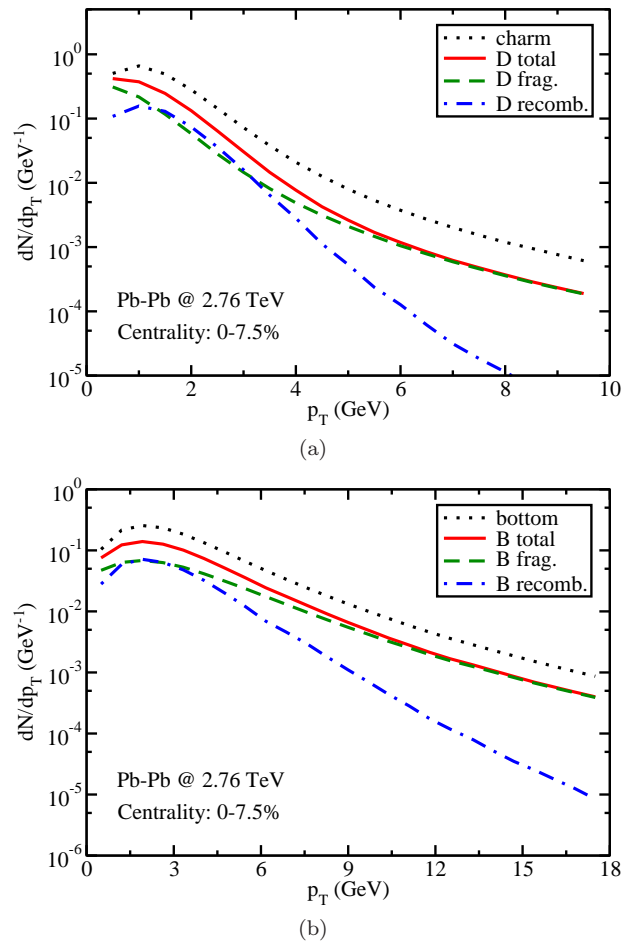 charm
D total
D frag.
D recomb.
10^0
10^-1
10^-2
10^-3
10^-4
10^-5
dN/dp_T (GeV^-1)
Pb-Pb @ 2.76 TeV
Centrality: 0-7.5%
0 2 4 6 8 10
p_T (GeV)
(a)
bottom
B total
B frag.
B recomb.
10^0
10^-1
10^-2
10^-3
10^-4
10^-5
10^-6
dN/dp_T (GeV^-1)
Pb-Pb @ 2.76 TeV
Centrality: 0-7.5%
0 3 6 9 12 15 18
p_T (GeV)
(b)